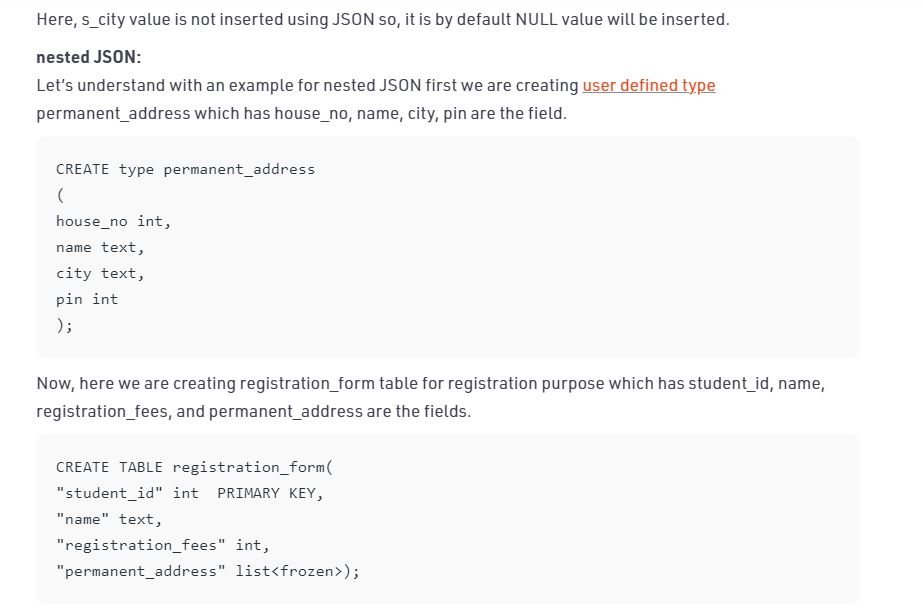 Here, s_city value is not inserted using JSON so, it is by default NULL value will be inserted.
nested JSON:
Let's understand with an example for nested JSON first we are creating user defined type
permanent_address which has house_no, name, city, pin are the field.
CREATE type permanent_address
(
house_no int,
name text,
city text,
pin int
);
Now, here we are creating registration_form table for registration purpose which has student_id, name,
registration_fees, and permanent_address are the fields.
CREATE TABLE registration_form(
"student_id" int  PRIMARY KEY,
"name" text,
"registration_fees" int,
"permanent_address" list<frozen>);